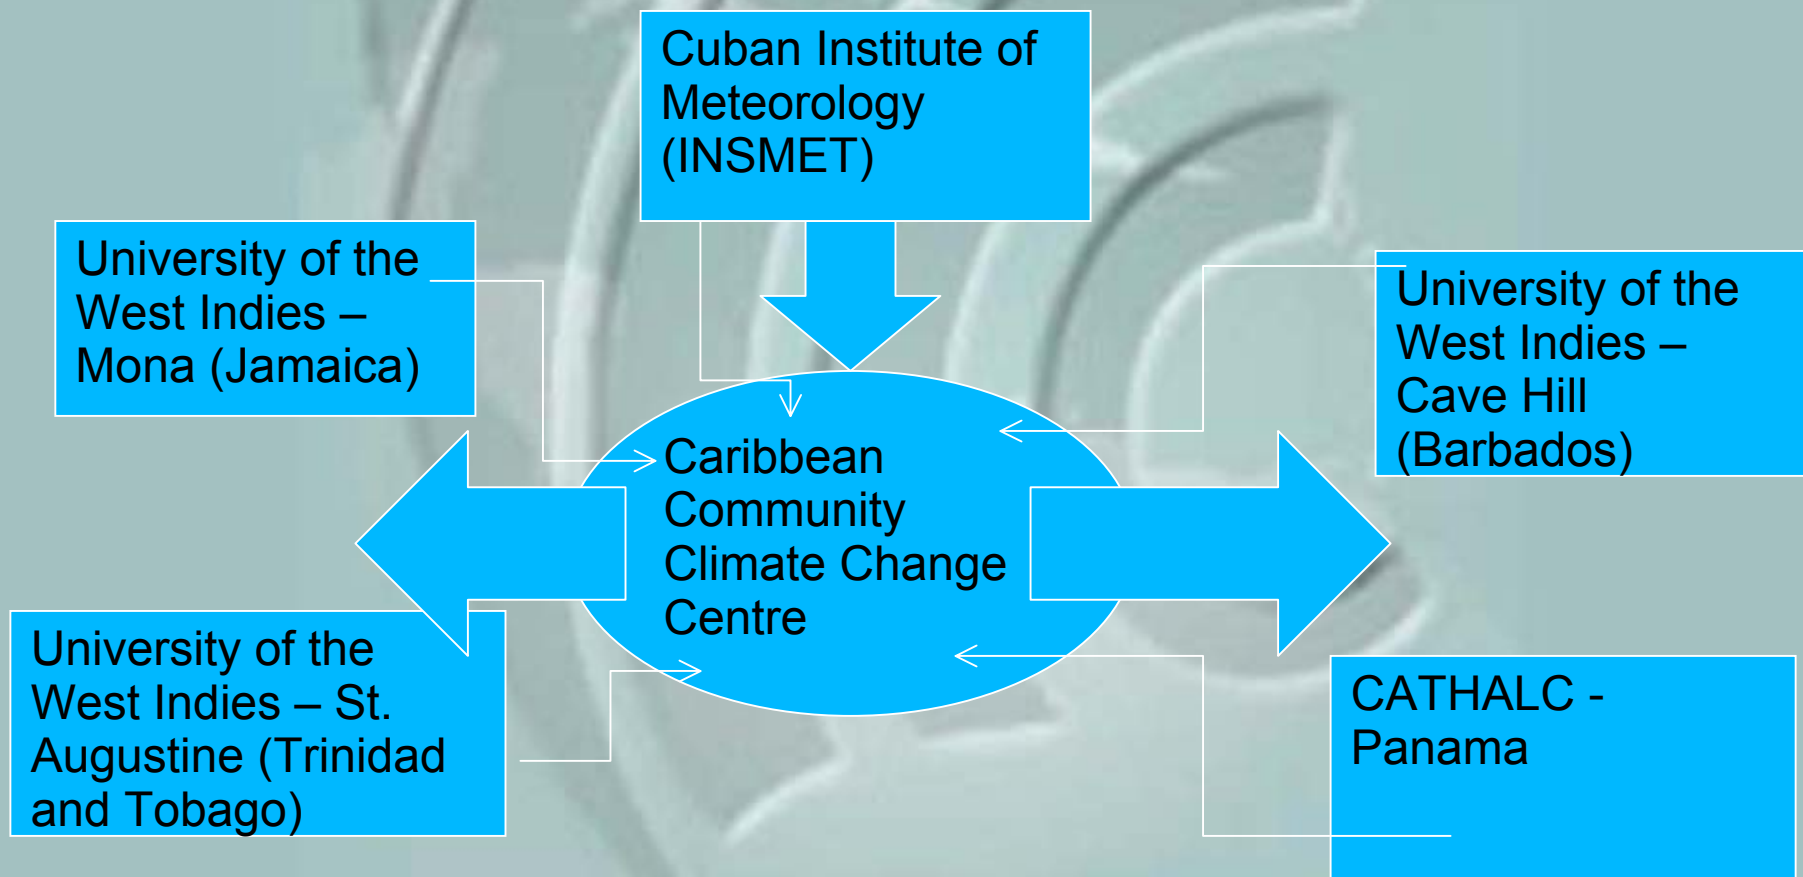 Cuban Institute of
Meteorology
(INSMET)
University of the
West Indies –
Mona (Jamaica)
University of the
West Indies –
Cave Hill
(Barbados)
Caribbean
Community
Climate Change
Centre
University of the
West Indies – St.
Augustine (Trinidad
and Tobago)
CATHALC -
Panama